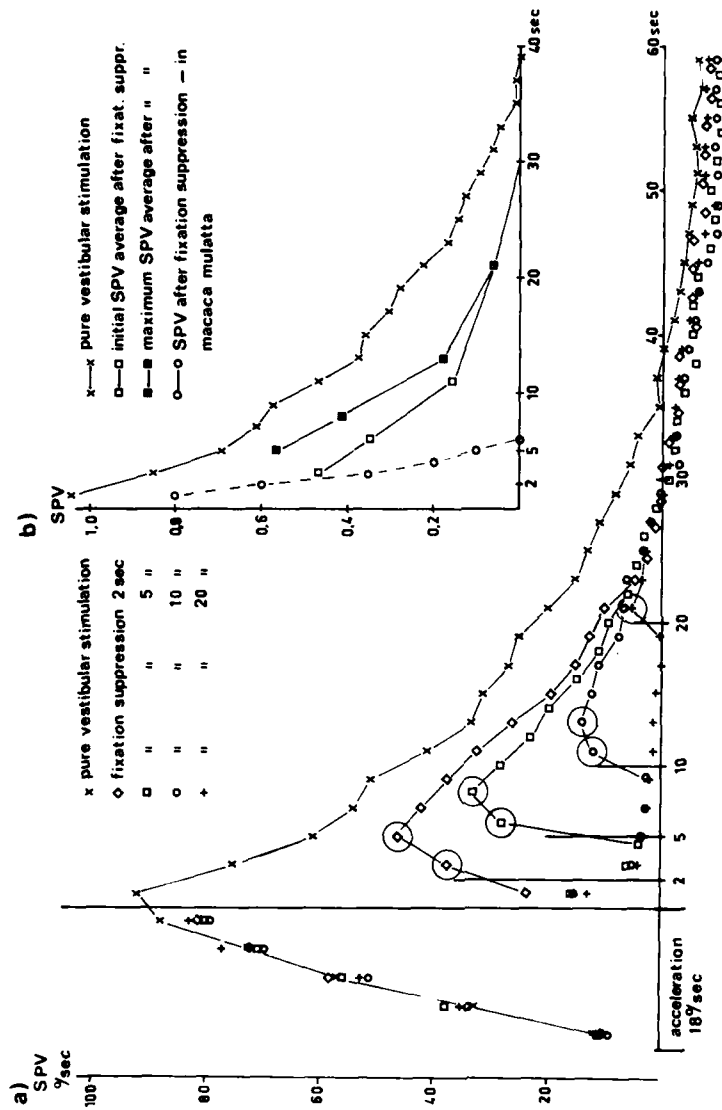 a)
SPV
°/sec
100
80
60
40
20
acceleration
18°/sec
2
5
10
20
30
40
50
60 sec
× pure vestibular stimulation
◇ fixation suppression 2 sec
□ " " 5 "
○ " " 10 "
+ " " 20 "
b)
SPV
1,0
0,8
0,6
0,4
0,2
2
5
10
20
30
40 sec
×—× pure vestibular stimulation
□—□ initial SPV average after fixat. suppr.
■—■ maximum SPV average after " "
○—○ SPV after fixation suppression – in
macaca mulatta